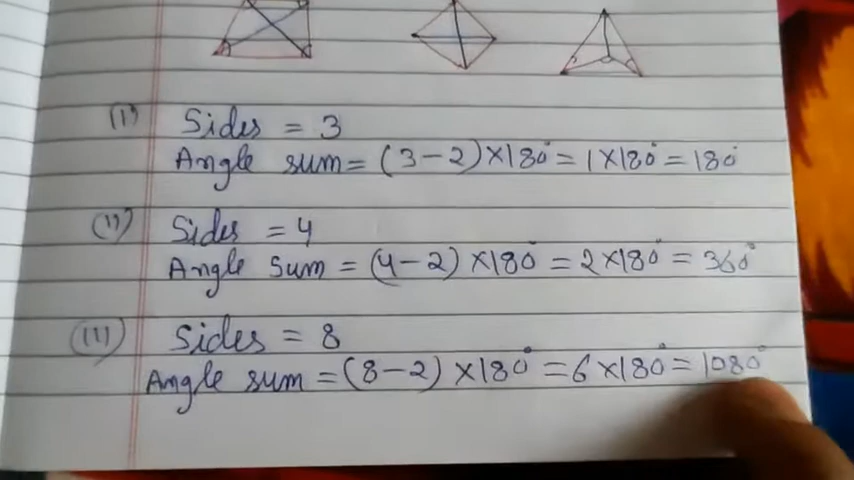 (i) Sides = 3
Angle sum = (3-2)×180° = 1×180° = 180°
(ii) Sides = 4
Angle Sum = (4-2)×180° = 2×180° = 360°
(iii) Sides = 8
Angle sum = (8-2)×180° = 6×180° = 1080°